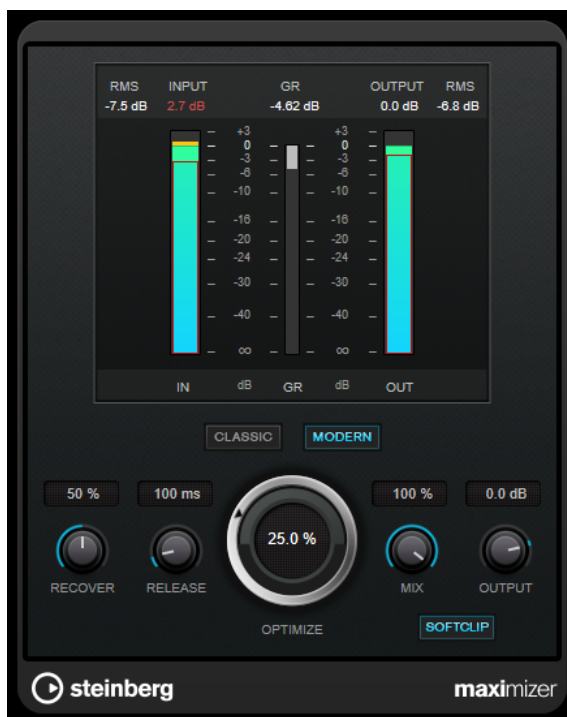 RMS INPUT GR OUTPUT RMS
-7.5 dB 2.7 dB -4.62 dB 0.0 dB -6.8 dB
+3 +3
0 0
-3 -3
-6 -6
-10 -10
-16 -16
-20 -20
-24 -24
-30 -30
-40 -40
∞ ∞
IN dB GR dB OUT
CLASSIC MODERN
50 % 100 ms 100 % 0.0 dB
25.0 %
RECOVER RELEASE MIX OUTPUT
OPTIMIZE SOFTCLIP
steinberg maximizer